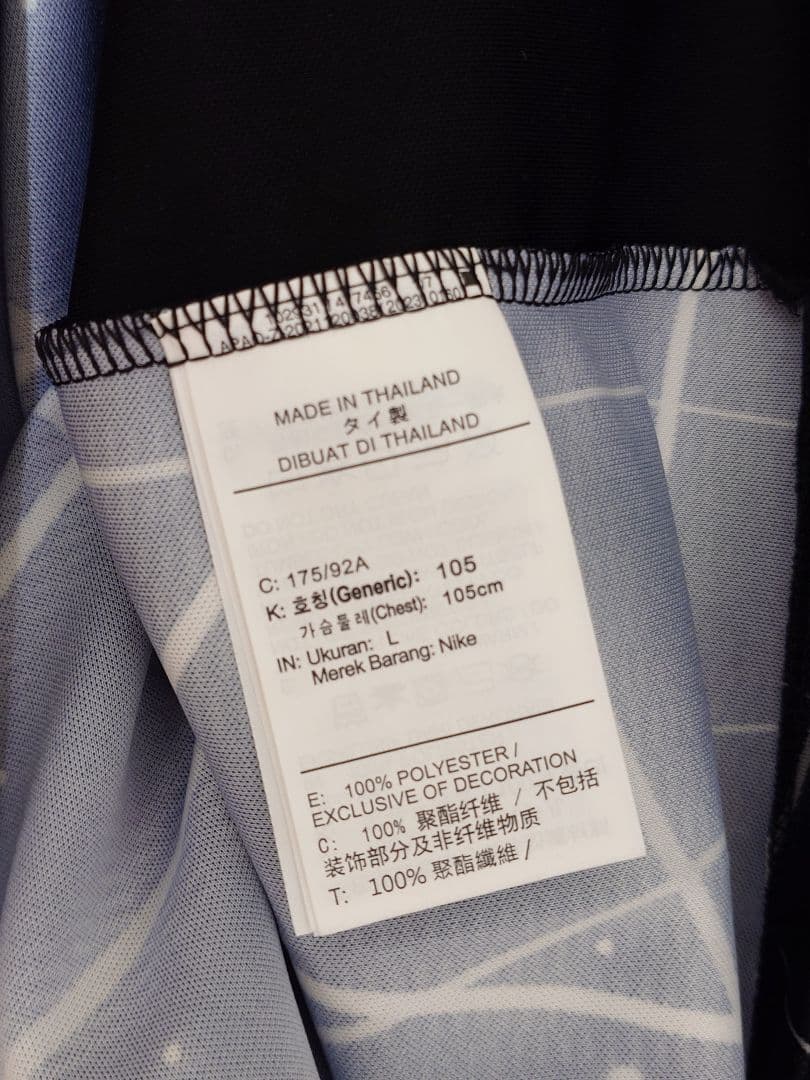 MADE IN THAILAND
タイ製
DIBUAT DI THAILAND
C: 175/92A
K: 호칭(Generic): 105
가슴둘레(Chest): 105cm
IN: Ukuran: L
Merek Barang: Nike
E: 100% POLYESTER /
EXCLUSIVE OF DECORATION
C: 100% 聚酯纤维 / 不包括
装饰部分及非纤维物质
T: 100% 聚酯纖維 /